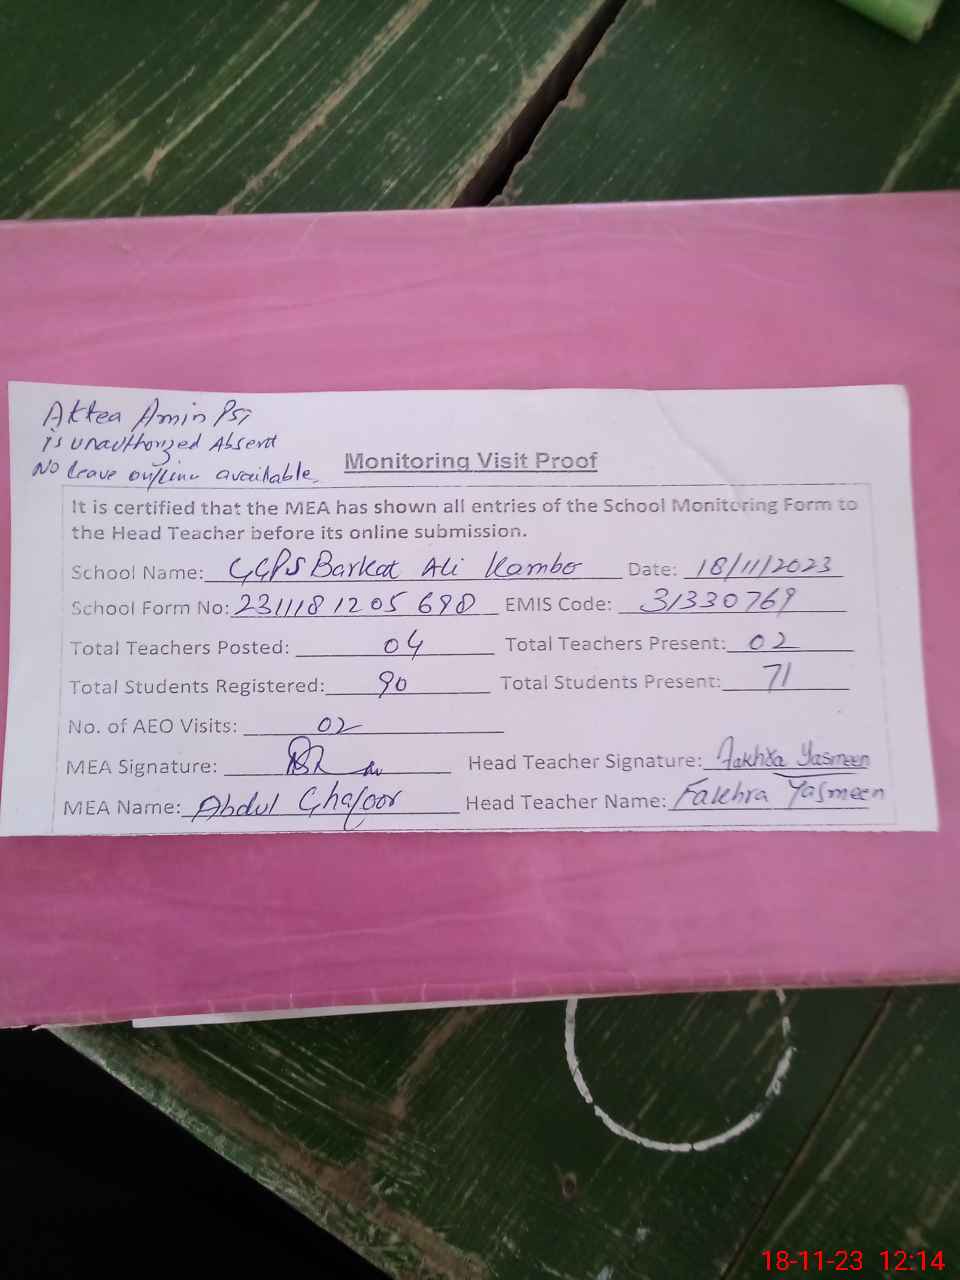 Aktea Amin PST
is unauthorized Absent
No leave on/line available.
Monitoring Visit Proof
It is certified that the MEA has shown all entries of the School Monitoring Form to
the Head Teacher before its online submission.
School Name: GGPS Barkat Ali Kambo Date: 18/11/2023
School Form No: 231118 1205 698 EMIS Code: 31330769
Total Teachers Posted: 04 Total Teachers Present: 02
Total Students Registered: 90 Total Students Present: 71
No. of AEO Visits: 02
MEA Signature: Head Teacher Signature: Fakhra Yasmeen
MEA Name: Abdul Ghafoor Head Teacher Name: Fakhra Yasmeen
18-11-23 12:14